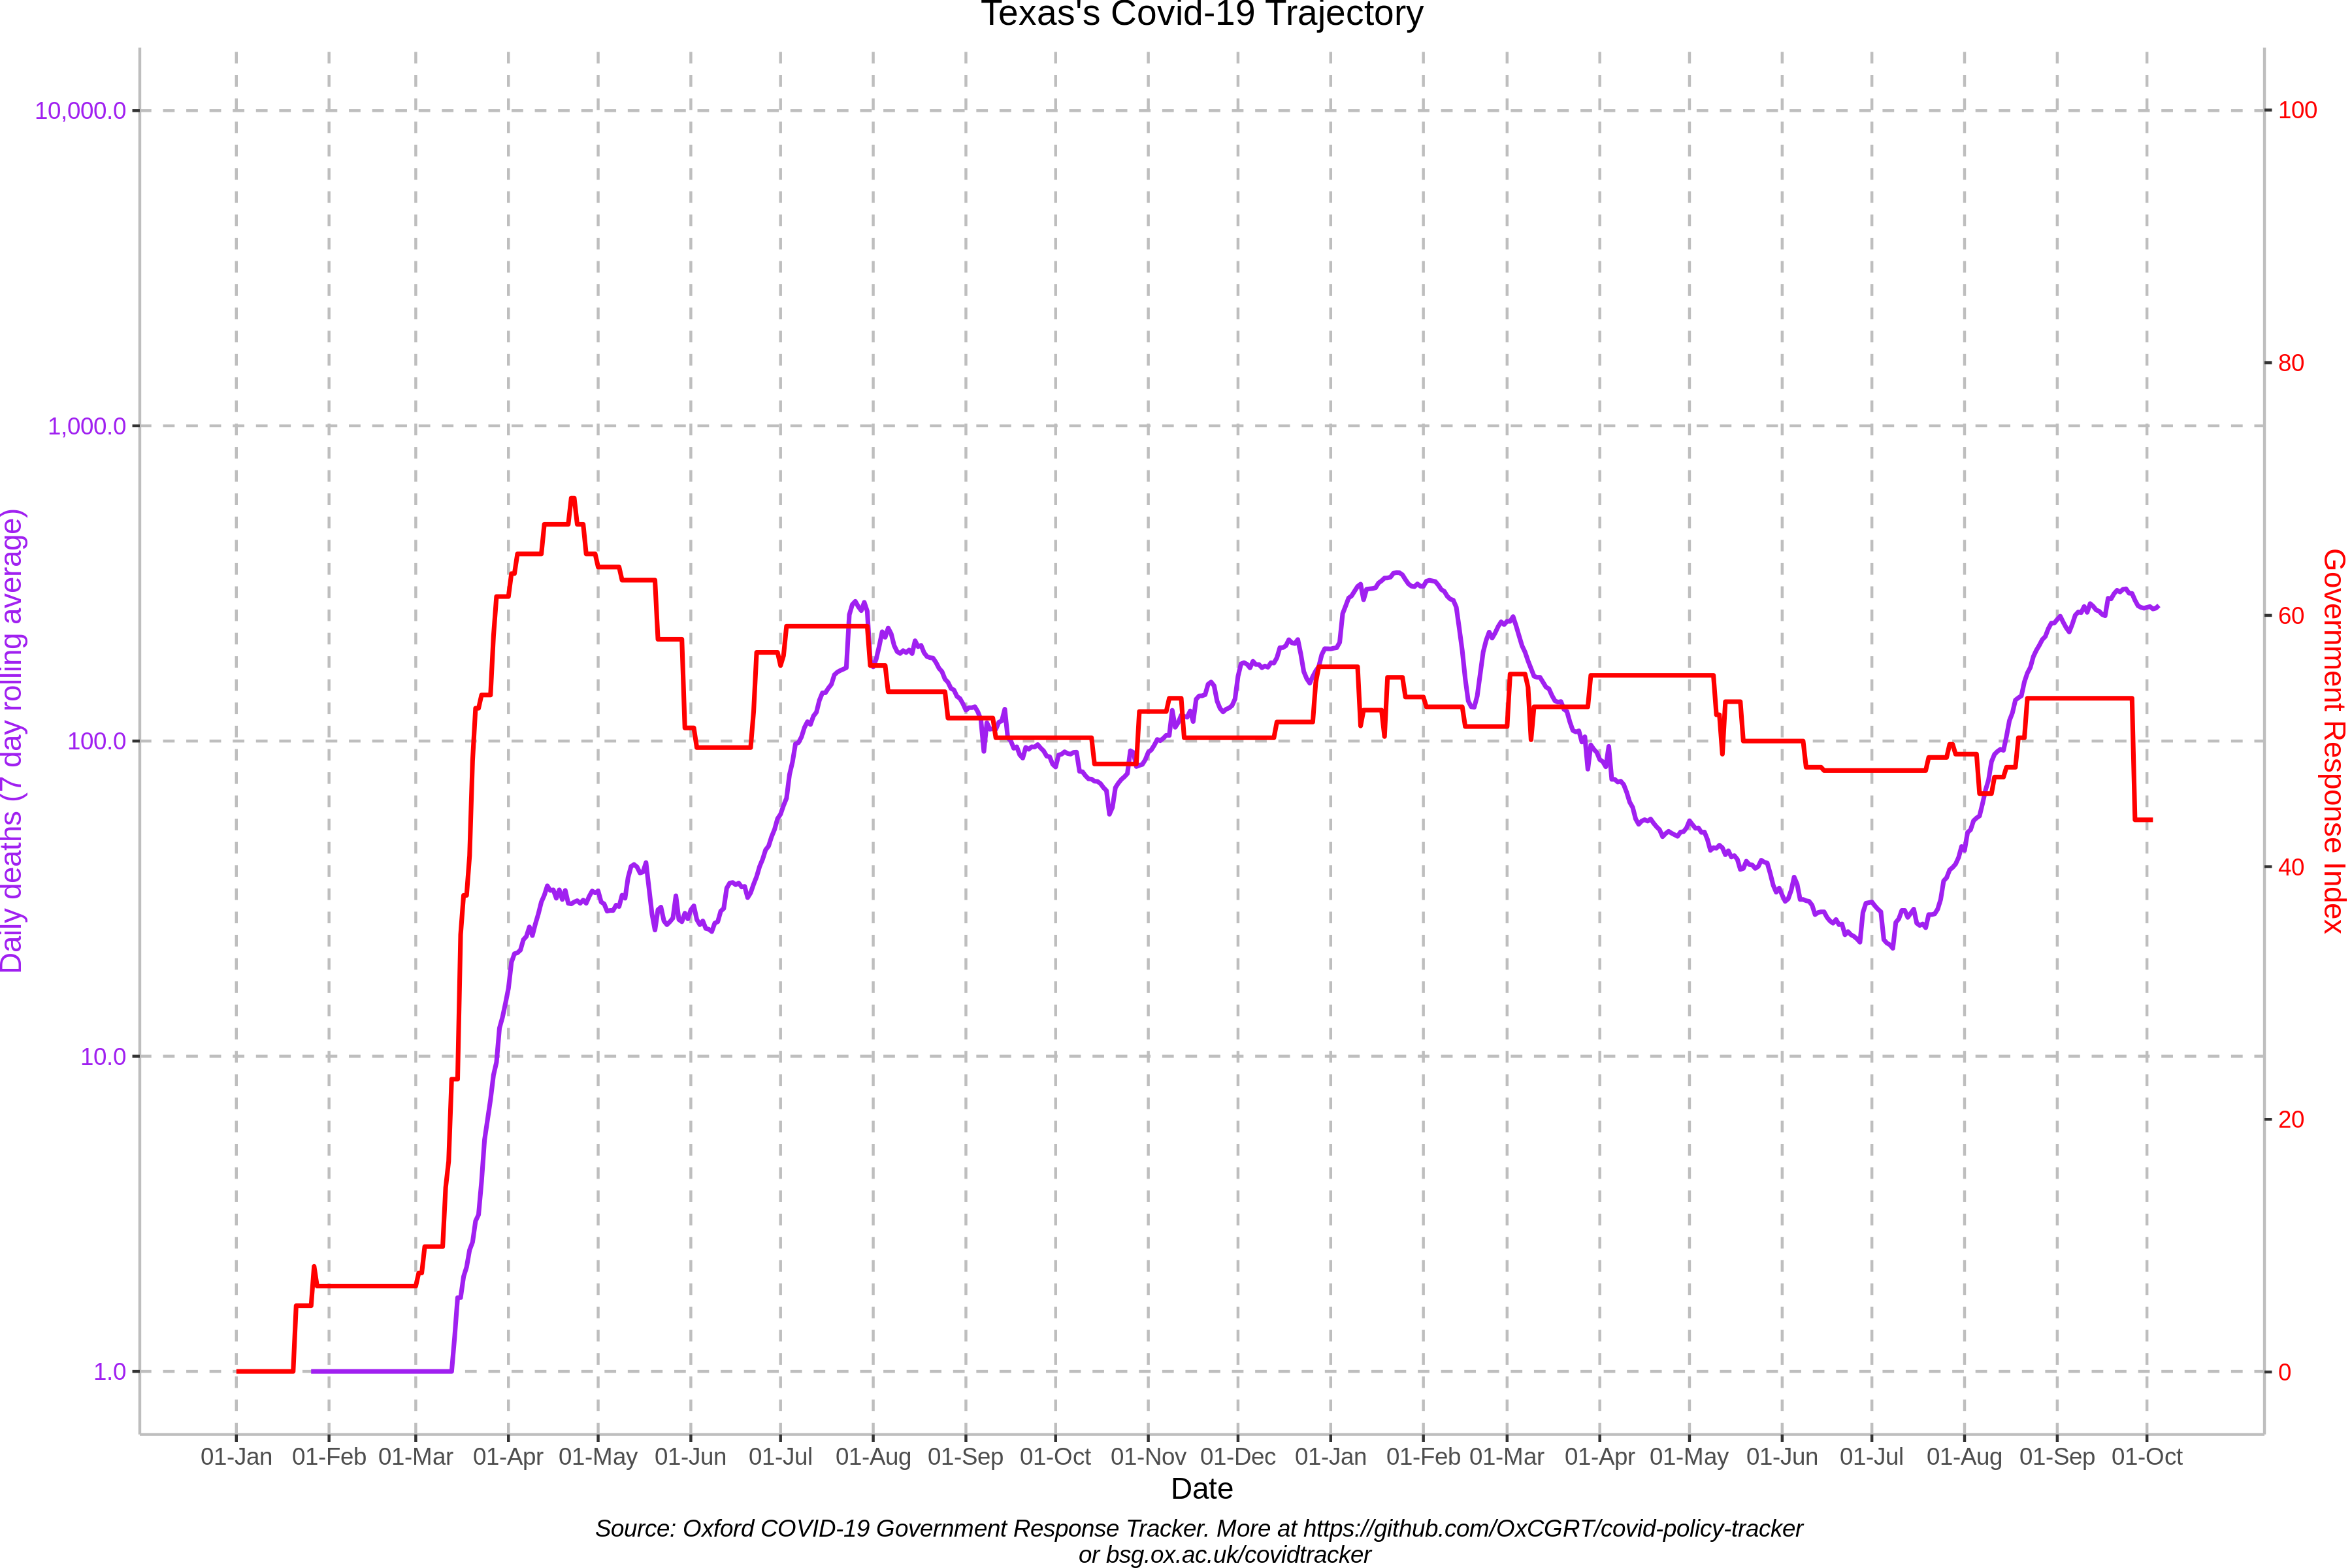 Texas's Covid-19 Trajectory
10,000.0
1,000.0
100.0
10.0
1.0
Daily deaths (7 day rolling average)
100
80
60
40
20
0
Government Response Index
01-Jan 01-Feb 01-Mar 01-Apr 01-May 01-Jun 01-Jul 01-Aug 01-Sep 01-Oct 01-Nov 01-Dec 01-Jan 01-Feb 01-Mar 01-Apr 01-May 01-Jun 01-Jul 01-Aug 01-Sep 01-Oct
Date
Source: Oxford COVID-19 Government Response Tracker. More at https://github.com/OxCGRT/covid-policy-tracker
or bsg.ox.ac.uk/covidtracker